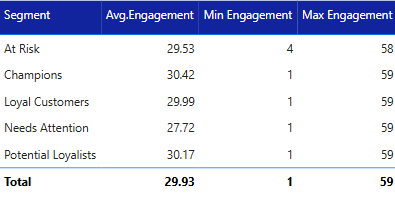 Segment Avg.Engagement Min Engagement Max Engagement
At Risk 29.53 4 58
Champions 30.42 1 59
Loyal Customers 29.99 1 59
Needs Attention 27.72 1 59
Potential Loyalists 30.17 1 59
Total 29.93 1 59